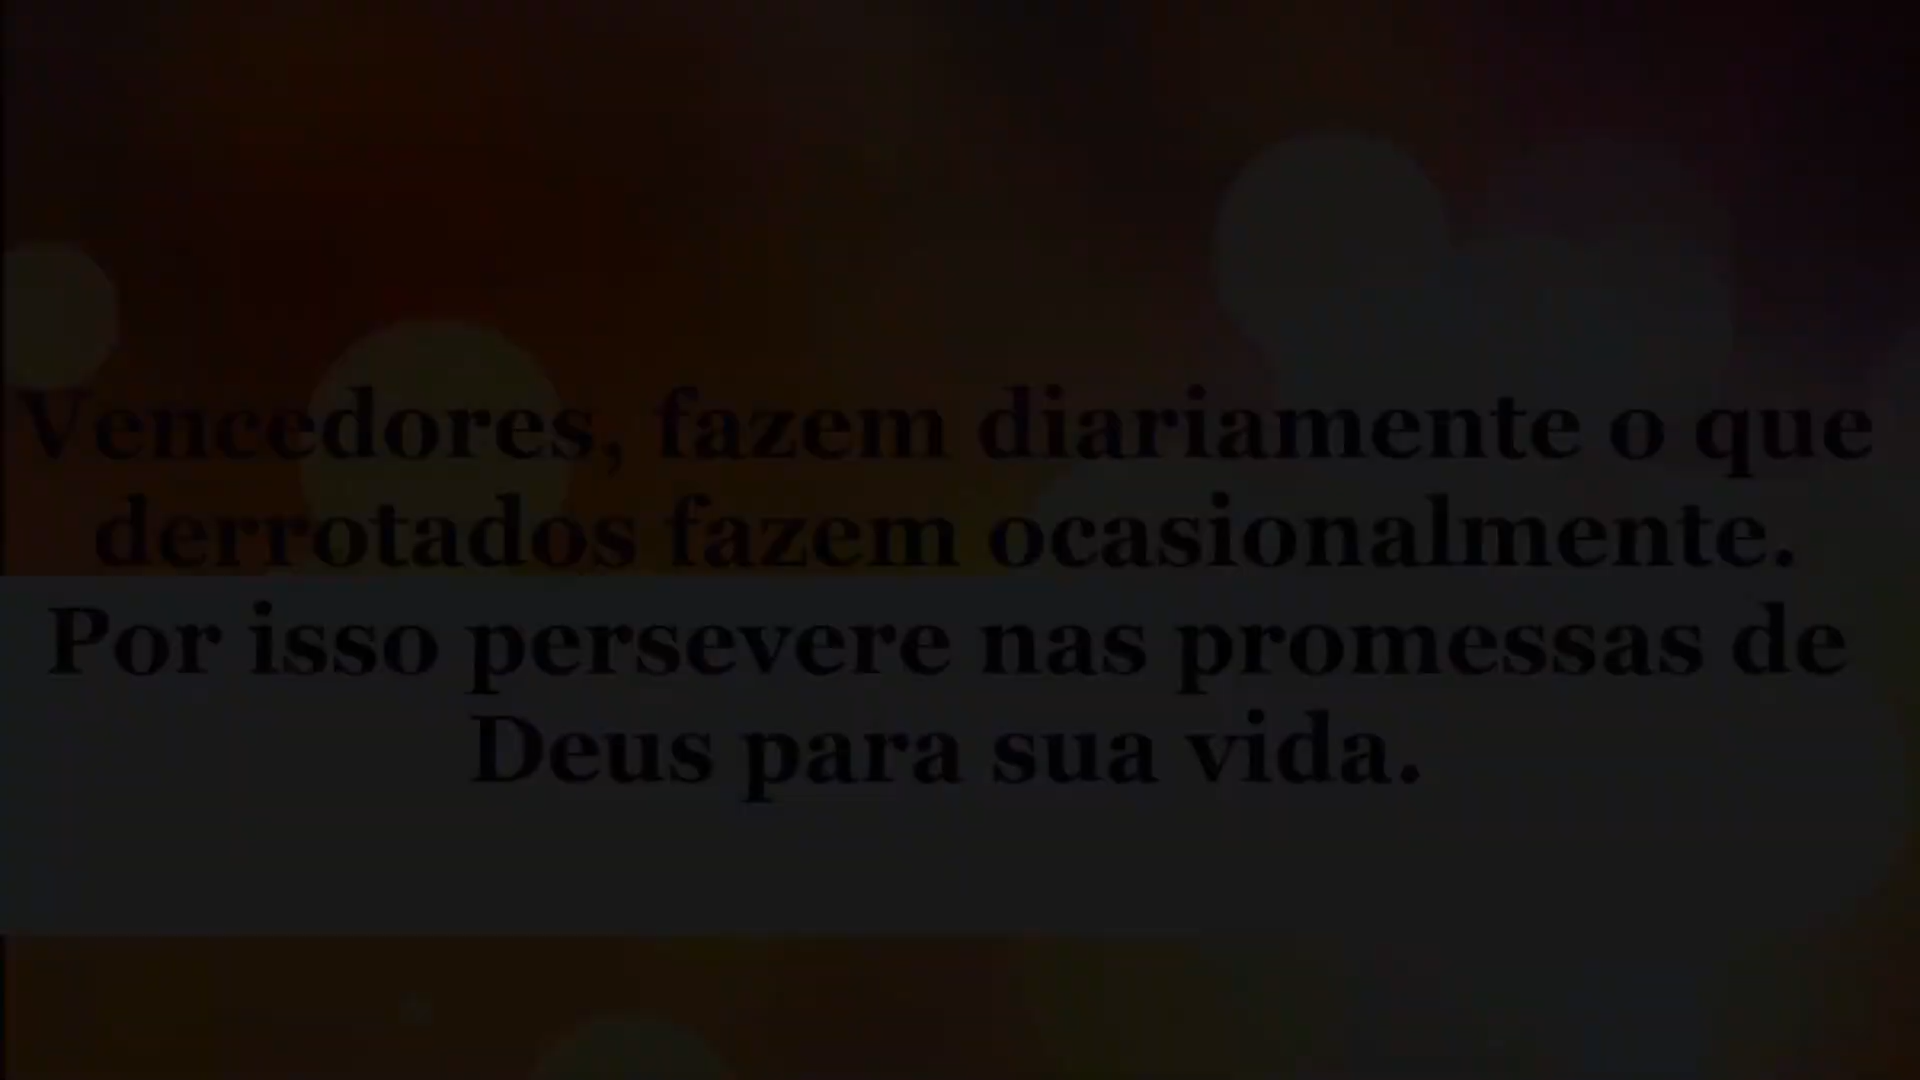 Vencedores, fazem diariamente o que
derrotados fazem ocasionalmente.
Por isso persevere nas promessas de
Deus para sua vida.